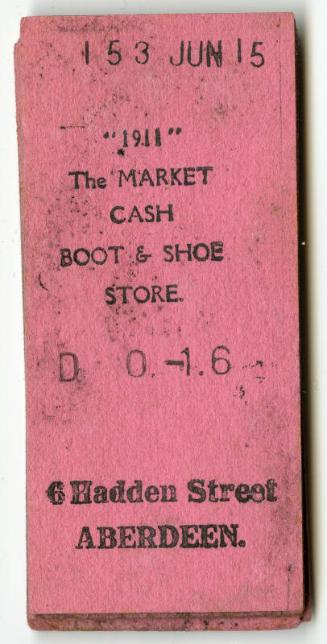 153 JUN 15
"1911"
The MARKET
CASH
BOOT & SHOE
STORE.
D 0.-1.6
6 Hadden Street
ABERDEEN.